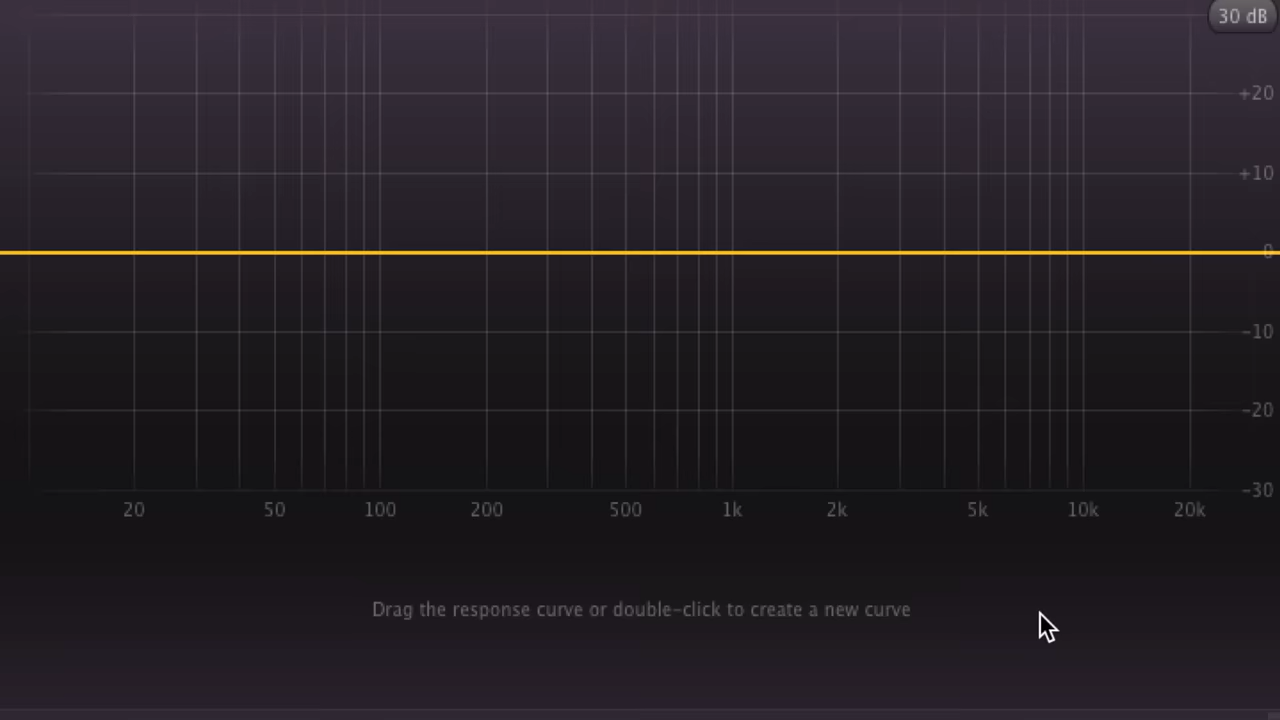 30 dB
+20
+10
0
−10
−20
−30
20 50 100 200 500 1k 2k 5k 10k 20k
Drag the response curve or double-click to create a new curve